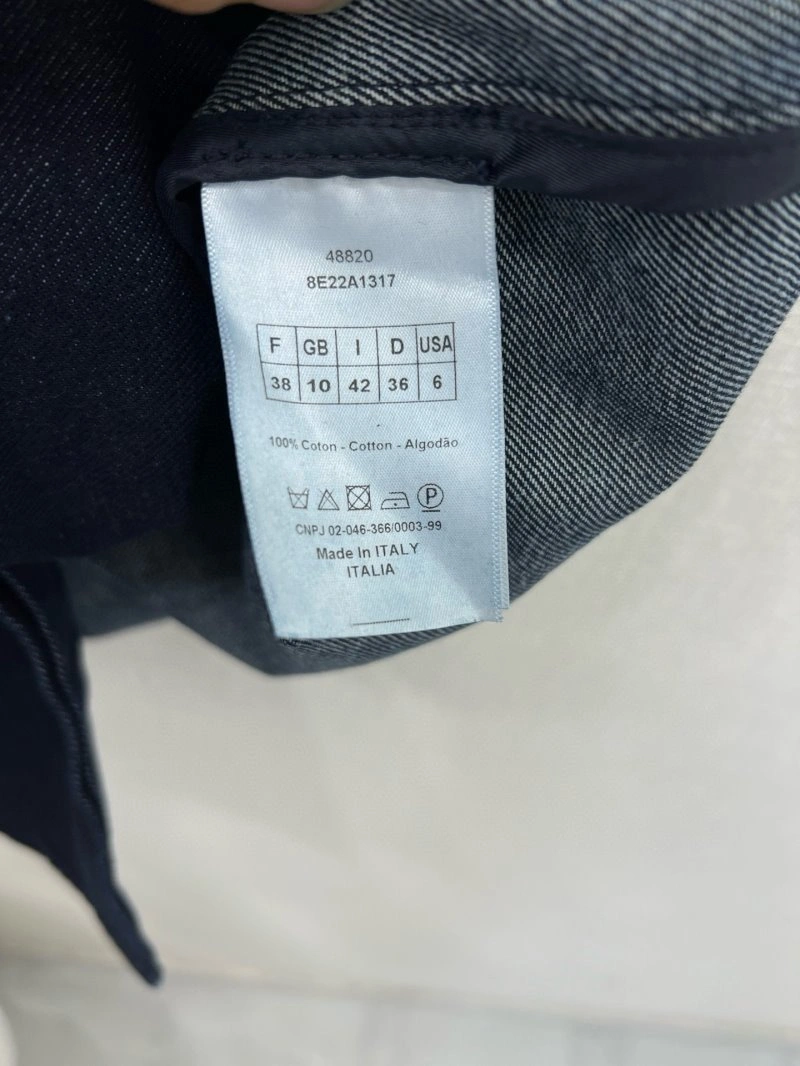 48820
8E22A1317
F GB I D USA
38 10 42 36 6
100% Coton - Cotton - Algodão
P
CNPJ 02-046-366/0003-99
Made in ITALY
ITALIA